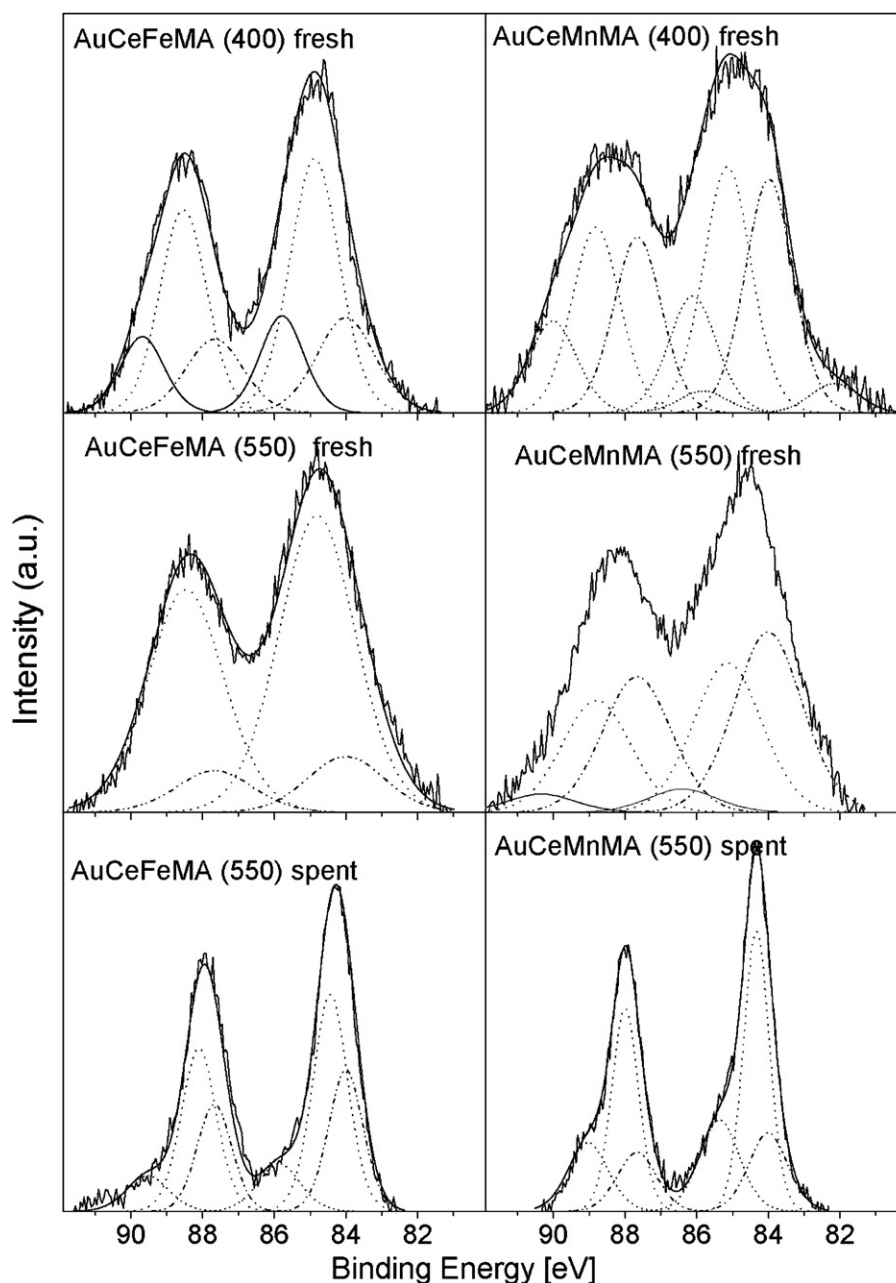 AuCeFeMA (400) fresh
AuCeMnMA (400) fresh
AuCeFeMA (550) fresh
AuCeMnMA (550) fresh
AuCeFeMA (550) spent
AuCeMnMA (550) spent
Intensity (a.u.)
90 88 86 84 82 90 88 86 84 82
Binding Energy [eV]